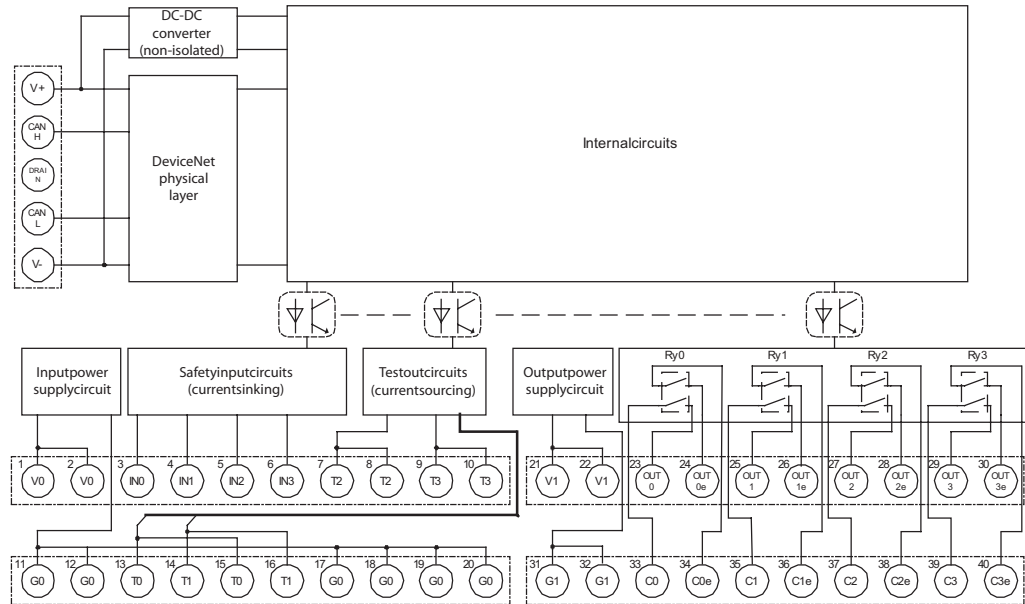 DC-DC
converter
(non-isolated)
V+
CAN
H
DRAI
N
CAN
L
V-
DeviceNet
physical
layer
Internalcircuits
Inputpower
supplycircuit
Safetyinputcircuits
(currentsinking)
Testoutcircuits
(currentsourcing)
Outputpower
supplycircuit
Ry0 Ry1 Ry2 Ry3
1 2 3 4 5 6 7 8 9 10
V0 V0 IN0 IN1 IN2 IN3 T2 T2 T3 T3
21 22 23 24 25 26 27 28 29 30
V1 V1 OUT OUT OUT OUT OUT OUT OUT OUT
0 0e 1 1e 2 2e 3 3e
11 12 13 14 15 16 17 18 19 20
G0 G0 T0 T1 T0 T1 G0 G0 G0 G0
31 32 33 34 35 36 37 38 39 40
G1 G1 C0 C0e C1 C1e C2 C2e C3 C3e